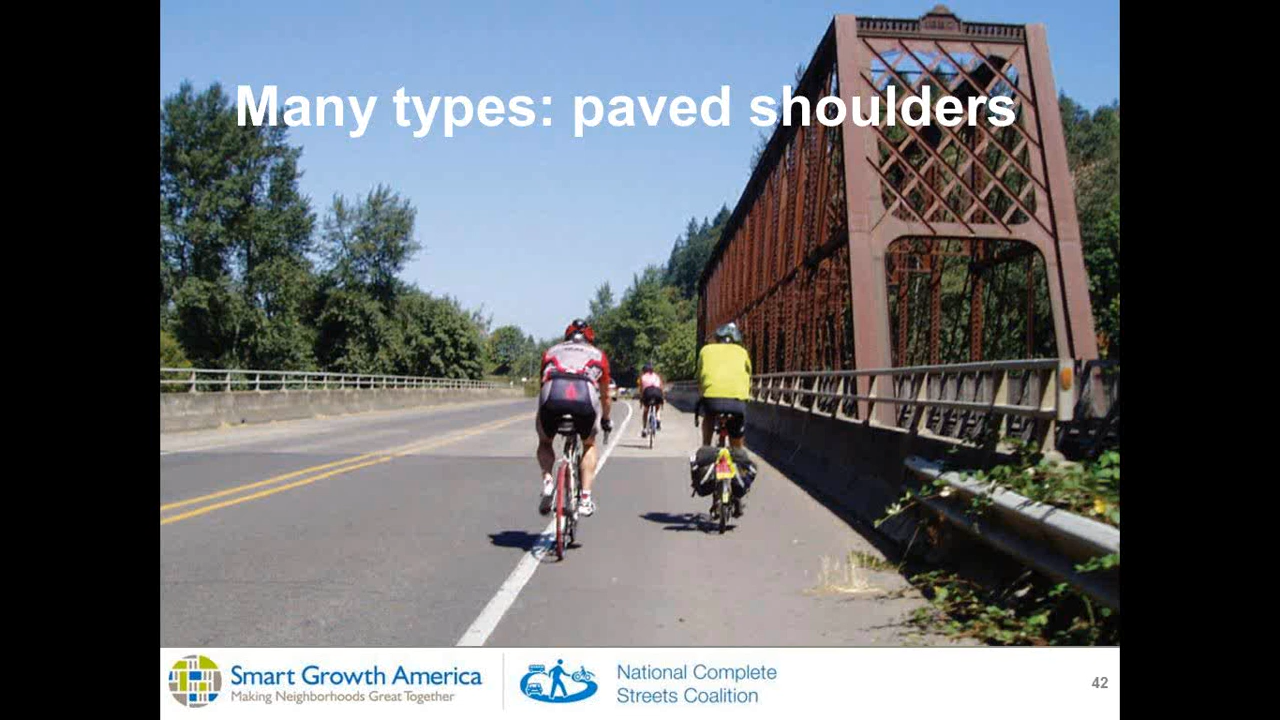 Many types: paved shoulders
Smart Growth America
Making Neighborhoods Great Together
National Complete
Streets Coalition
42